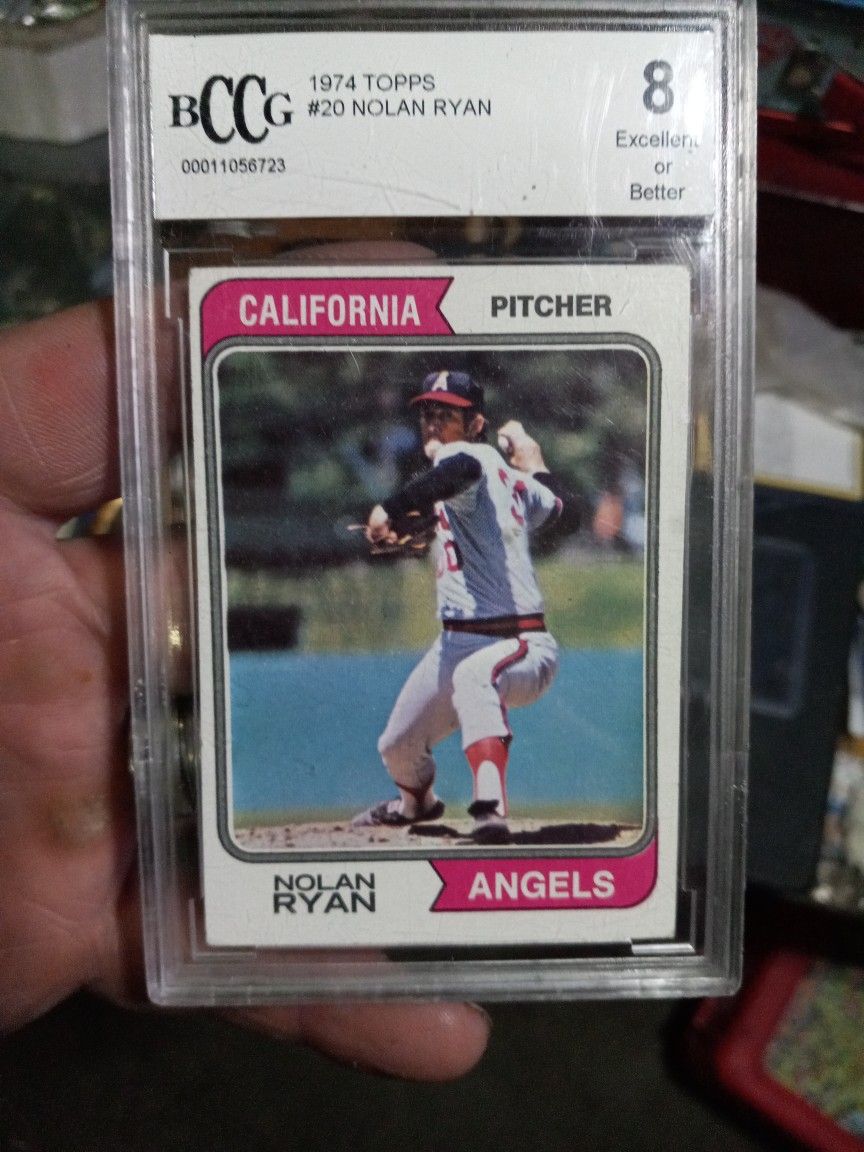 BCCG
1974 TOPPS
#20 NOLAN RYAN
00011056723
8
Excellent
or
Better
CALIFORNIA
PITCHER
A
NOLAN
RYAN
ANGELS